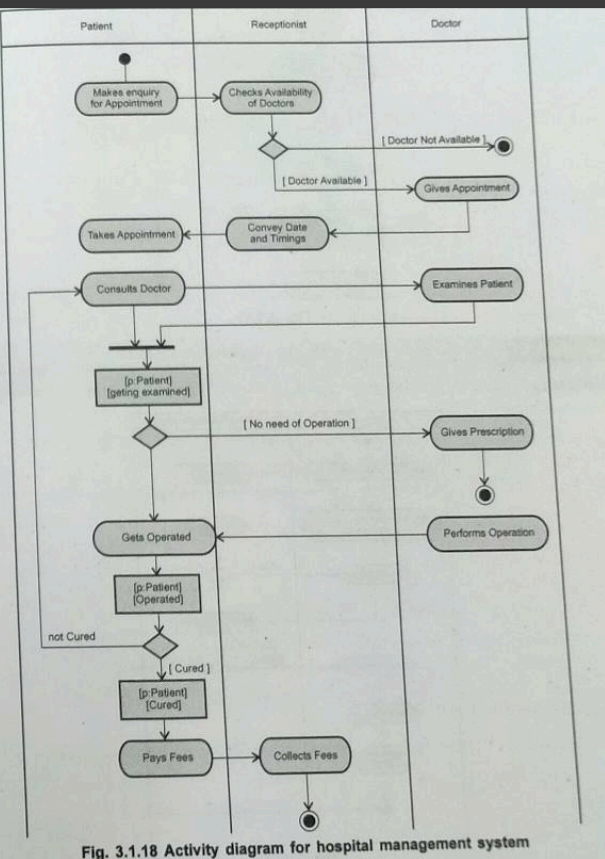 Patient
Receptionist
Doctor
Makes enquiry
for Appointment
Checks Availability
of Doctors
[ Doctor Not Available ]
[ Doctor Available ]
Gives Appointment
Takes Appointment
Convey Date
and Timings
Consults Doctor
Examines Patient
[p:Patient]
[geting examined]
[ No need of Operation ]
Gives Prescription
Gets Operated
Performs Operation
[p:Patient]
[Operated]
not Cured
[ Cured ]
[p:Patient]
[Cured]
Pays Fees
Collects Fees
Fig. 3.1.18 Activity diagram for hospital management system